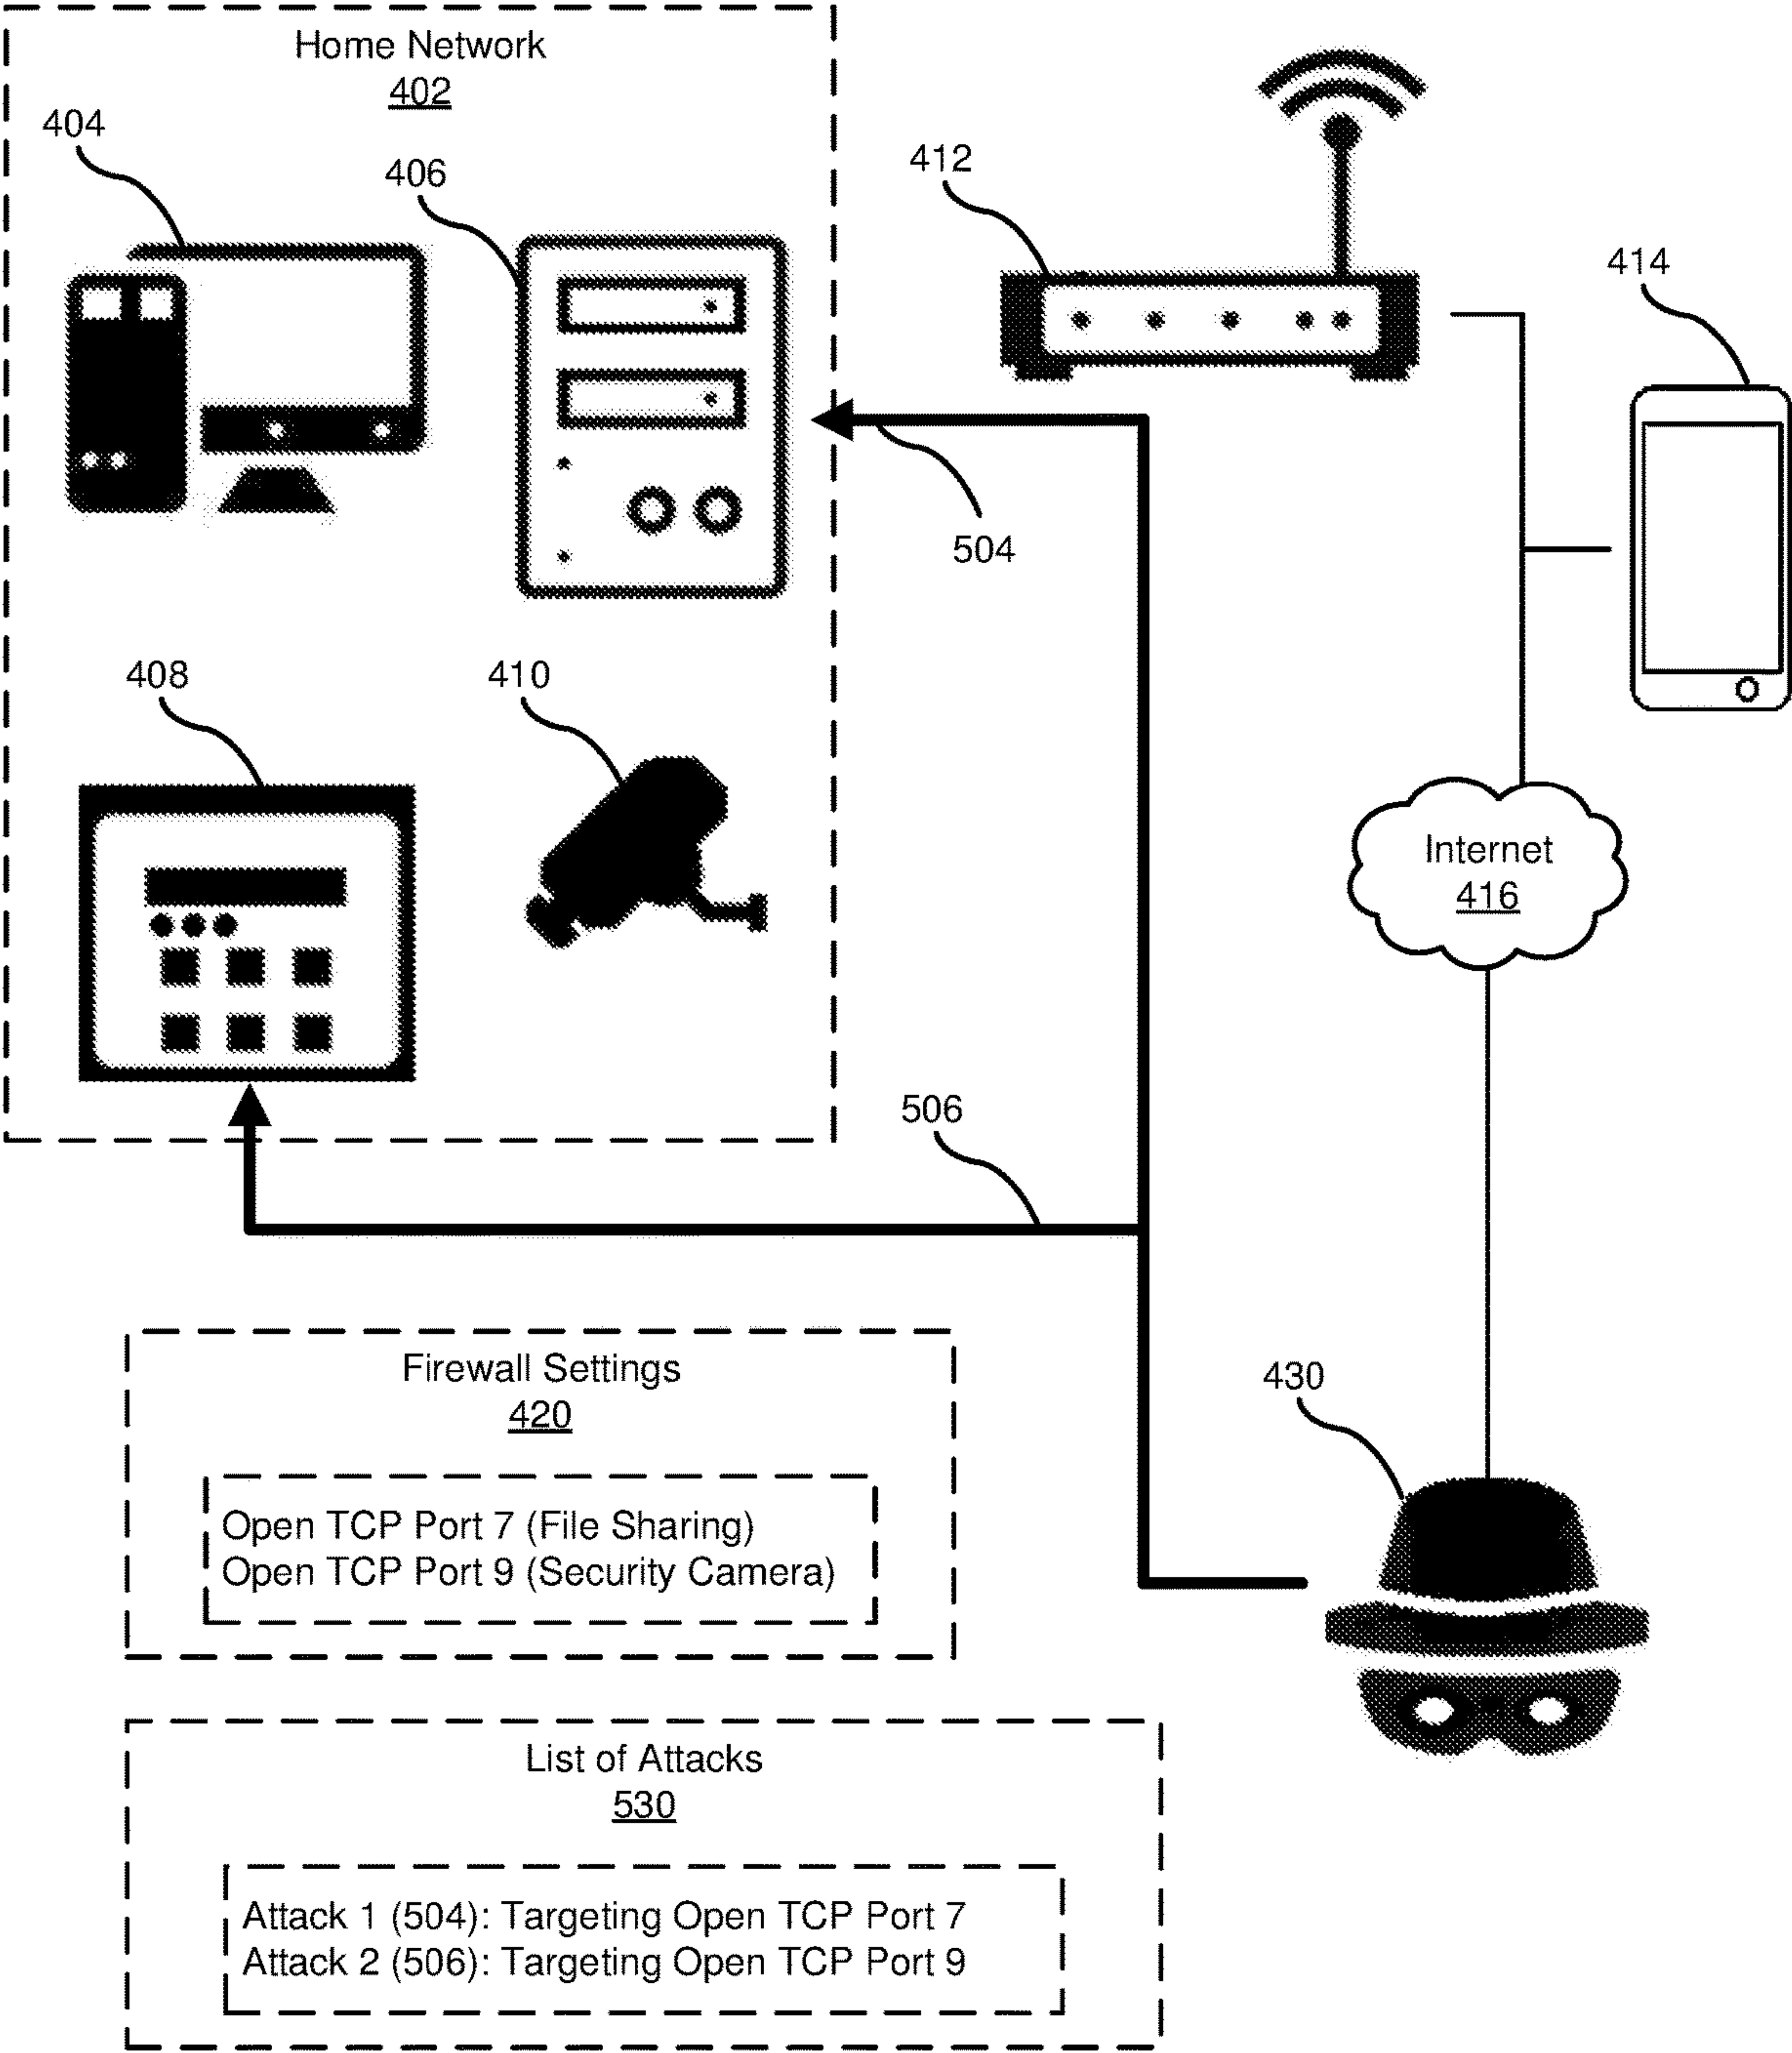 Home Network
402
404
406
412
414
504
408
410
Internet
416
506
Firewall Settings
420
430
Open TCP Port 7 (File Sharing)
Open TCP Port 9 (Security Camera)
List of Attacks
530
Attack 1 (504): Targeting Open TCP Port 7
Attack 2 (506): Targeting Open TCP Port 9